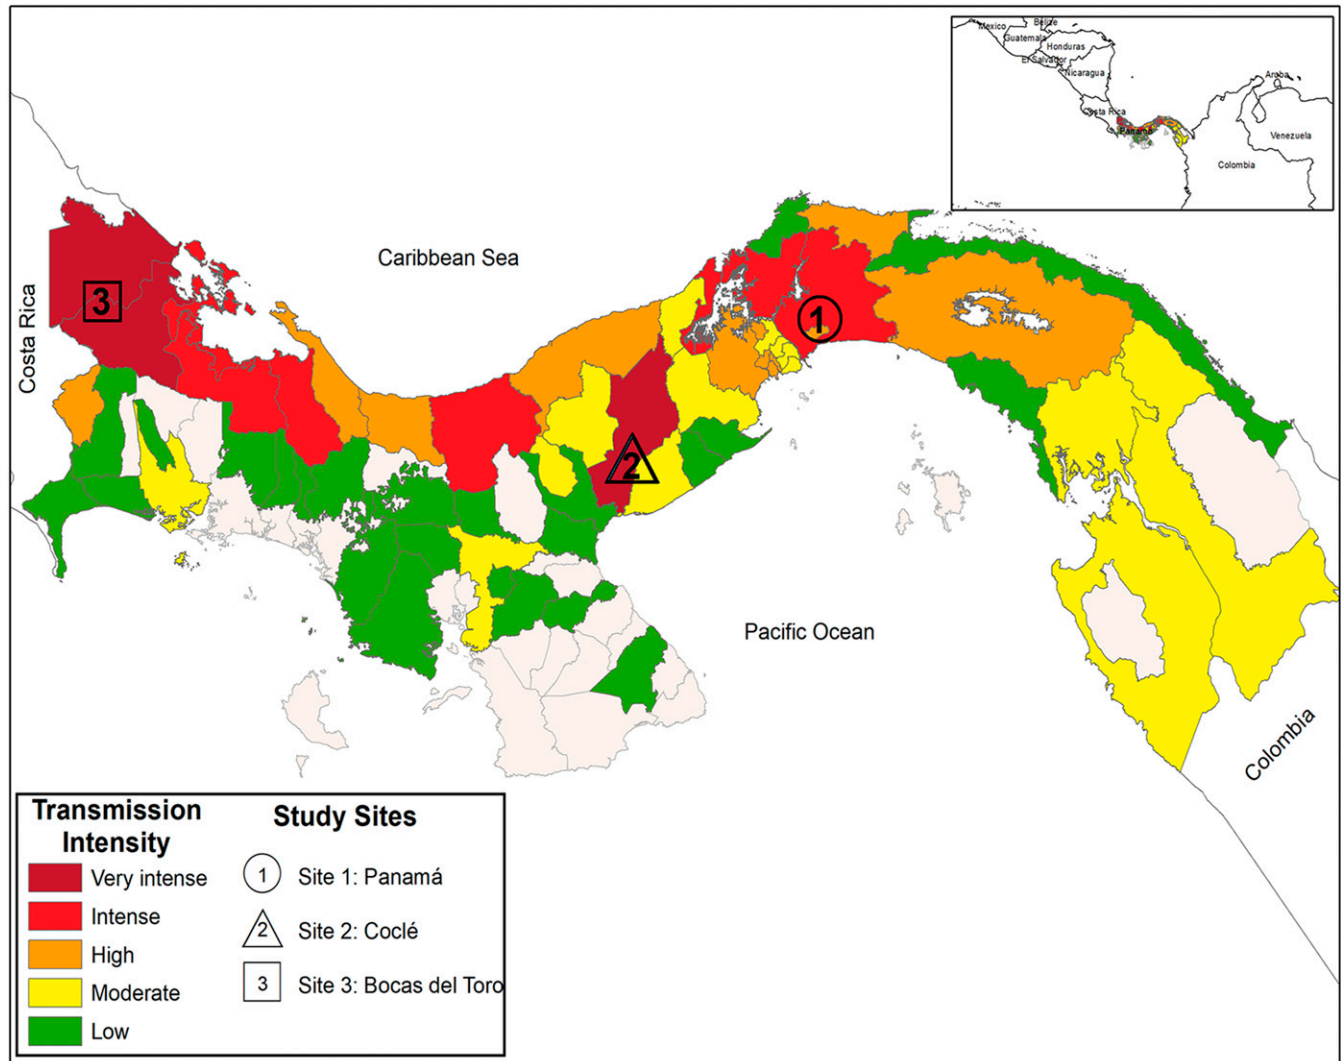 Mexico
Belize
Guatemala
Honduras
El Salvador
Nicaragua
Costa Rica
Panamá
Aruba
Venezuela
Colombia
Caribbean Sea
Costa Rica
3
1
2
Pacific Ocean
Colombia
Transmission
Intensity
Very intense
Intense
High
Moderate
Low
Study Sites
1 Site 1: Panamá
2 Site 2: Coclé
3 Site 3: Bocas del Toro